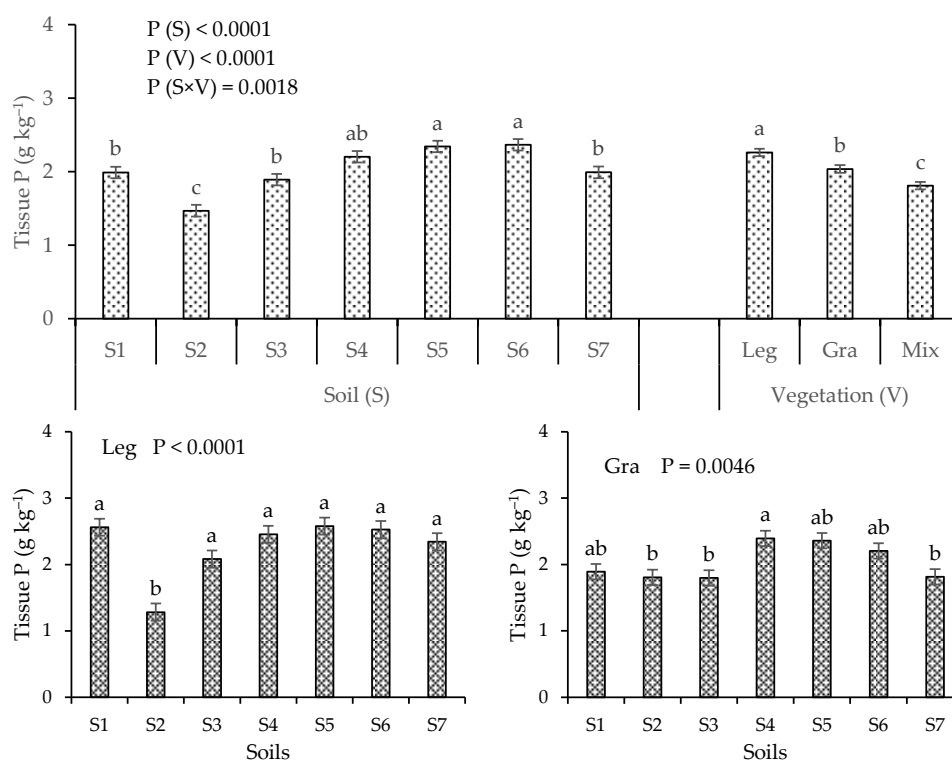 4
P (S) < 0.0001
P (V) < 0.0001
P (S×V) = 0.0018
3
2
1
0
Tissue P (g kg⁻¹)
b c b ab a a b a b c
S1 S2 S3 S4 S5 S6 S7 Leg Gra Mix
Soil (S) Vegetation (V)
4
Leg P < 0.0001
3
2
1
0
Tissue P (g kg⁻¹)
a b a a a a a
S1 S2 S3 S4 S5 S6 S7
Soils
4
Gra P = 0.0046
3
2
1
0
Tissue P (g kg⁻¹)
ab b b a ab ab b
S1 S2 S3 S4 S5 S6 S7
Soils